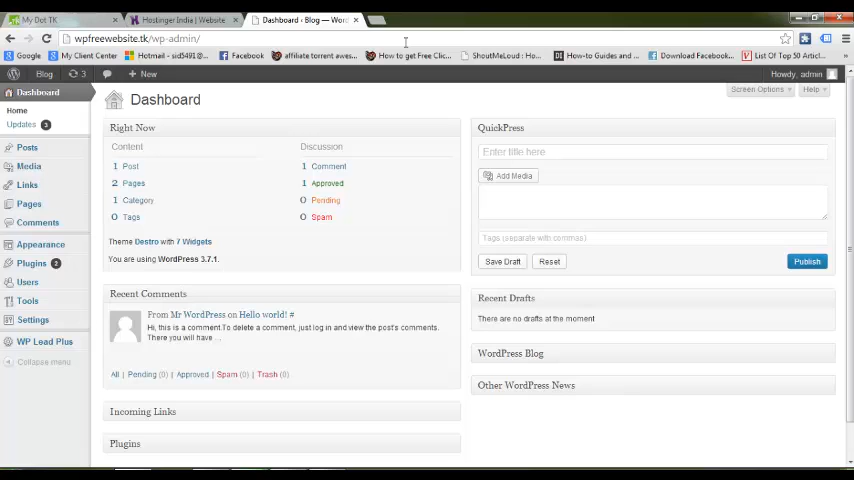 My Dot TK
Hostinger India | Website
Dashboard ‹ Blog — Wor
wpfreewebsite.tk/wp-admin/
Google
My Client Center
Hotmail - sid5491@...
Facebook
affiliate torrent awes...
How to get Free Clic...
ShoutMeLoud : Ho...
How-to Guides and ...
Download Facebook...
List Of Top 50 Articl...
Blog
3
New
Howdy, admin
Dashboard
Home
Updates 3
Posts
Media
Links
Pages
Comments
Appearance
Plugins 2
Users
Tools
Settings
WP Lead Plus
Collapse menu
Screen Options
Help
Dashboard
Right Now
Content
Discussion
1 Post
1 Comment
2 Pages
1 Approved
1 Category
0 Pending
0 Tags
0 Spam
Theme Destro with 7 Widgets
You are using WordPress 3.7.1.
Recent Comments
From Mr WordPress on Hello world! #
Hi, this is a comment.To delete a comment, just log in and view the post's comments.
There you will have ...
All | Pending (0) | Approved | Spam (0) | Trash (0)
Incoming Links
Plugins
QuickPress
Enter title here
Add Media
Tags (separate with commas)
Save Draft
Reset
Publish
Recent Drafts
There are no drafts at the moment
WordPress Blog
Other WordPress News